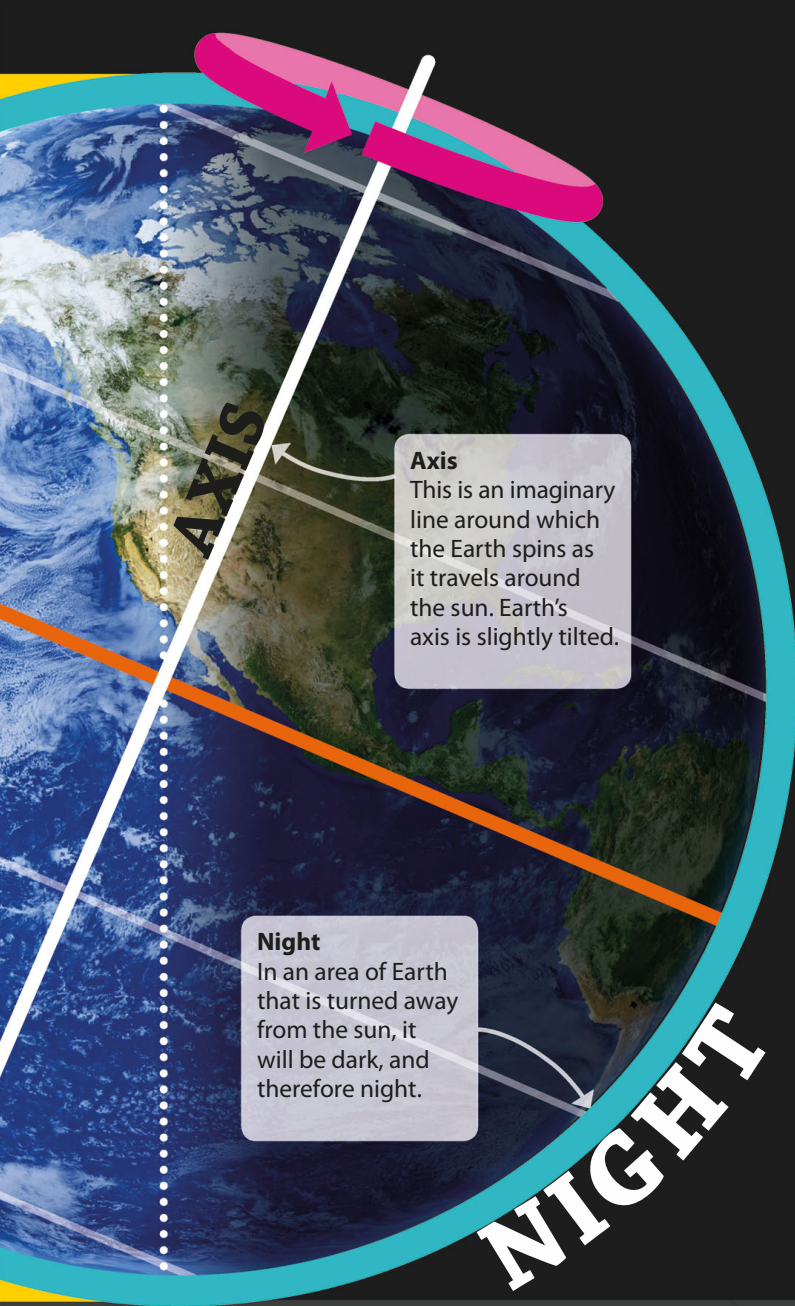 AXIS
Axis
This is an imaginary
line around which
the Earth spins as
it travels around
the sun. Earth’s
axis is slightly tilted.
Night
In an area of Earth
that is turned away
from the sun, it
will be dark, and
therefore night.
NIGHT